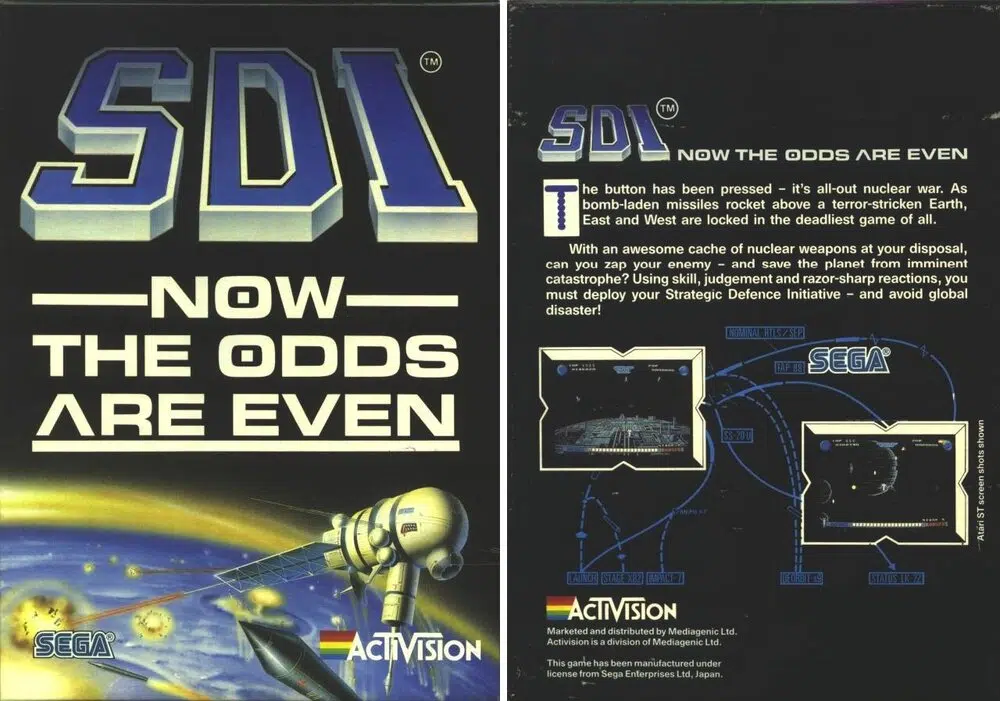 SDI TM
NOW
THE ODDS
ARE EVEN
SEGA®
ACTIVISION
SDI TM NOW THE ODDS ARE EVEN
The button has been pressed – it's all-out nuclear war. As
bomb-laden missiles rocket above a terror-stricken Earth,
East and West are locked in the deadliest game of all.
With an awesome cache of nuclear weapons at your disposal,
can you zap your enemy – and save the planet from imminent
catastrophe? Using skill, judgement and razor-sharp reactions, you
must deploy your Strategic Defence Initiative – and avoid global
disaster!
SEGA®
SS-20U
Atari ST screen shots shown
LAUNCH
ACTIVISION
Marketed and distributed by Mediagenic Ltd.
Activision is a division of Mediagenic Ltd.
This game has been manufactured under
license from Sega Enterprises Ltd, Japan.